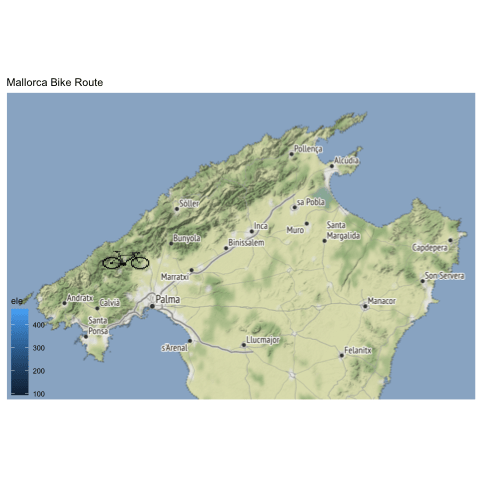 Mallorca Bike Route
Pollença
Alcúdia
Sóller
sa Pobla
Inca
Muro
Santa
Margalida
Bunyola
Binissalem
Capdepera
Marratxí
Son Servera
ele
Andratx
Calvià
Palma
Manacor
400
Santa
Ponsa
300
s'Arenal
Llucmajor
Felanitx
200
100